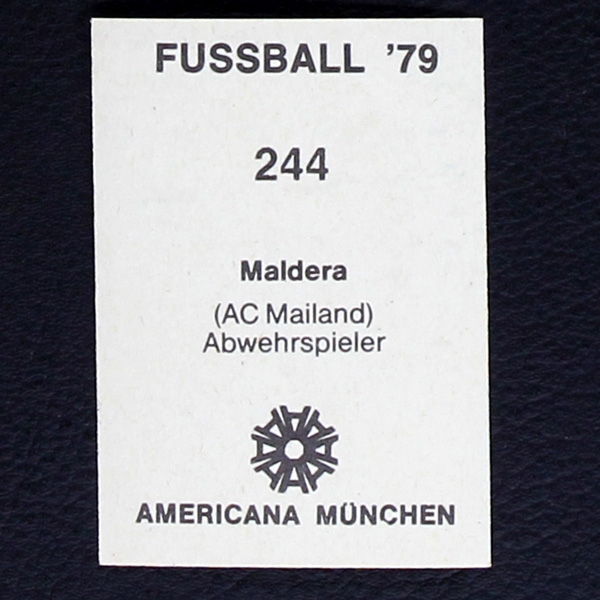 FUSSBALL '79
244
Maldera
(AC Mailand)
Abwehrspieler
AMERICANA MÜNCHEN